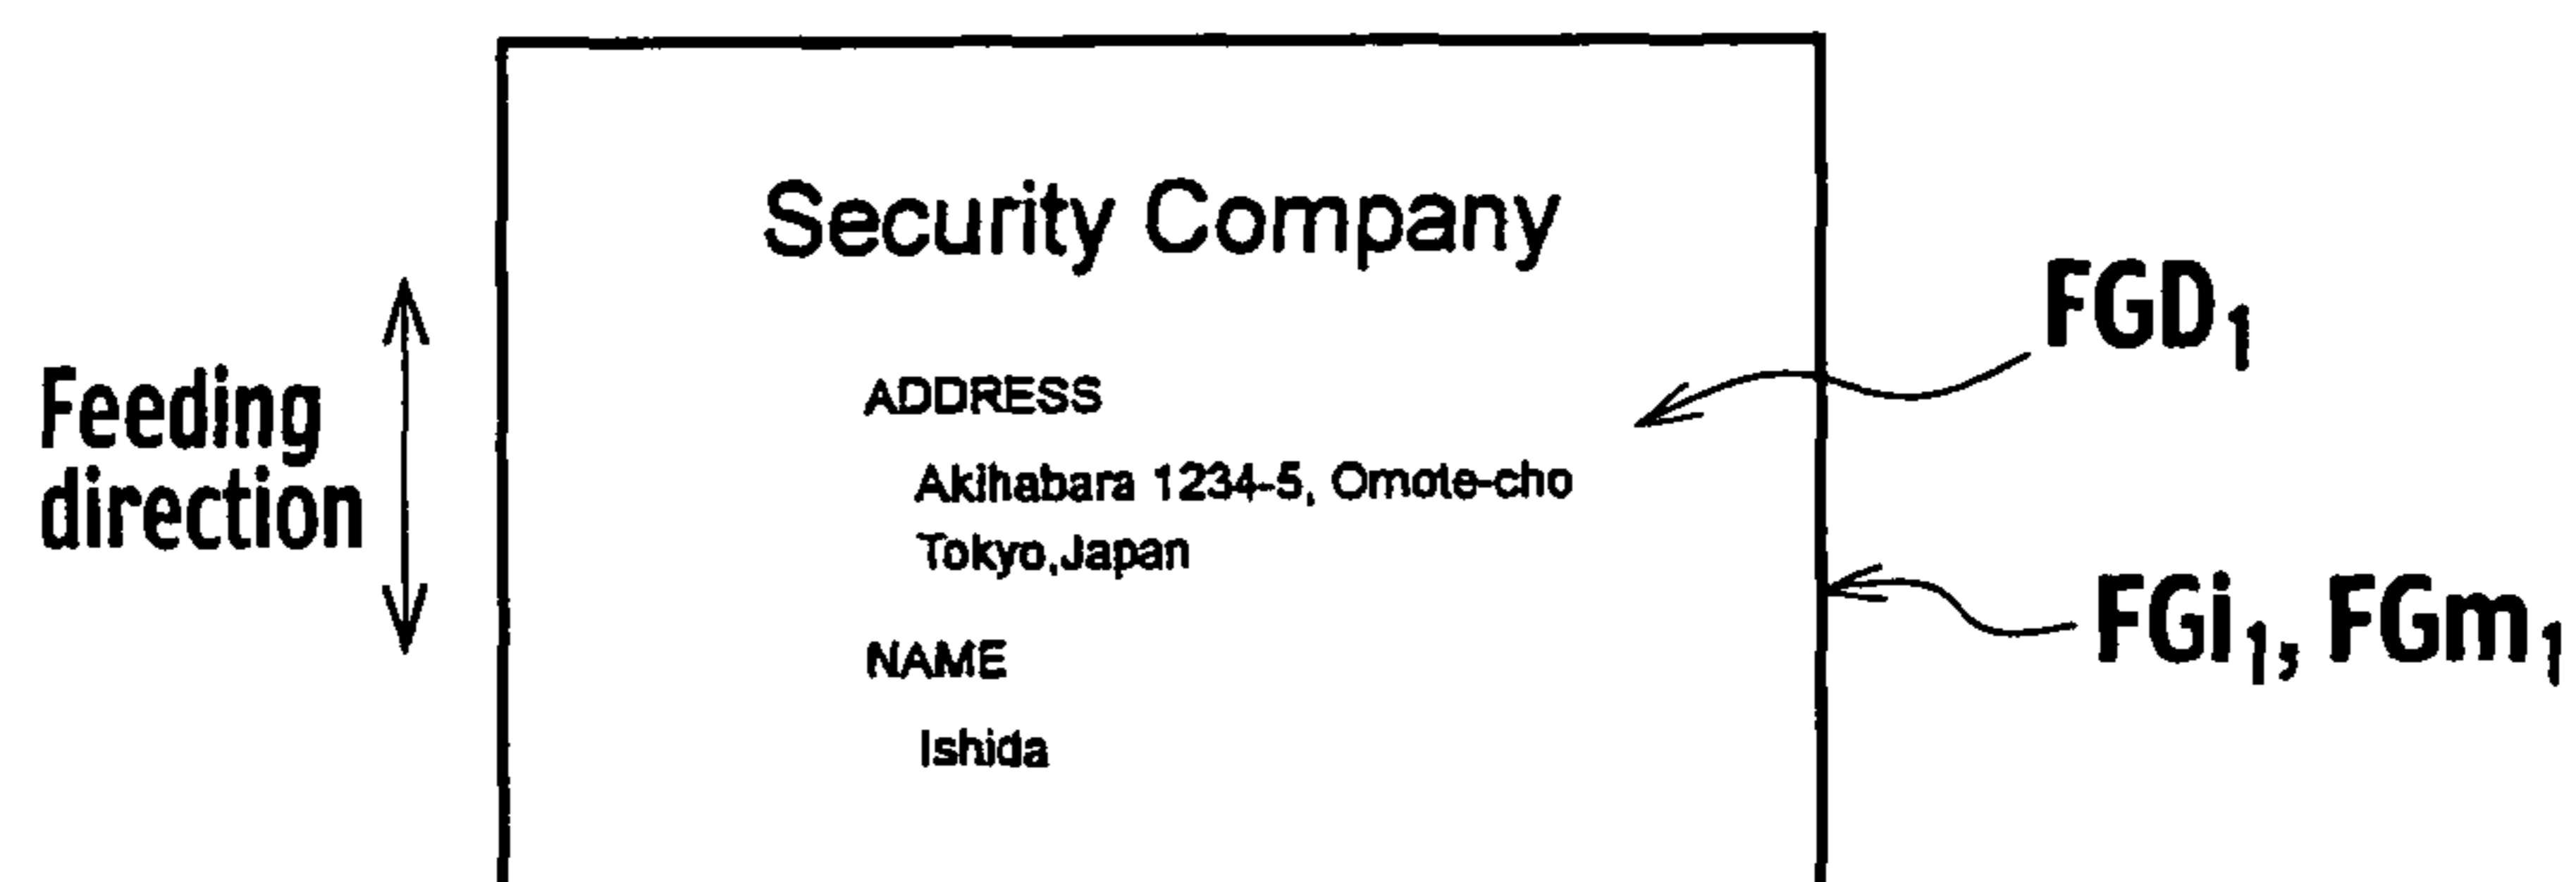 Security Company
FGD₁
Feeding
direction
ADDRESS
Akihabara 1234-5, Omote-cho
Tokyo,Japan
FGi₁, FGm₁
NAME
Ishida